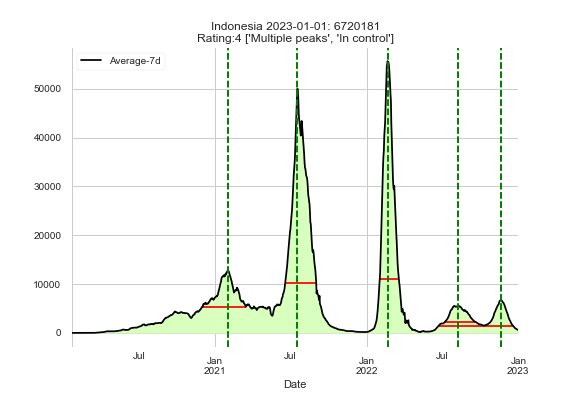 Indonesia 2023-01-01: 6720181
Rating:4 ['Multiple peaks', 'In control']
Average-7d
50000
40000
30000
20000
10000
0
Jul
Jan
2021
Jul
Jan
2022
Jul
Jan
2023
Date